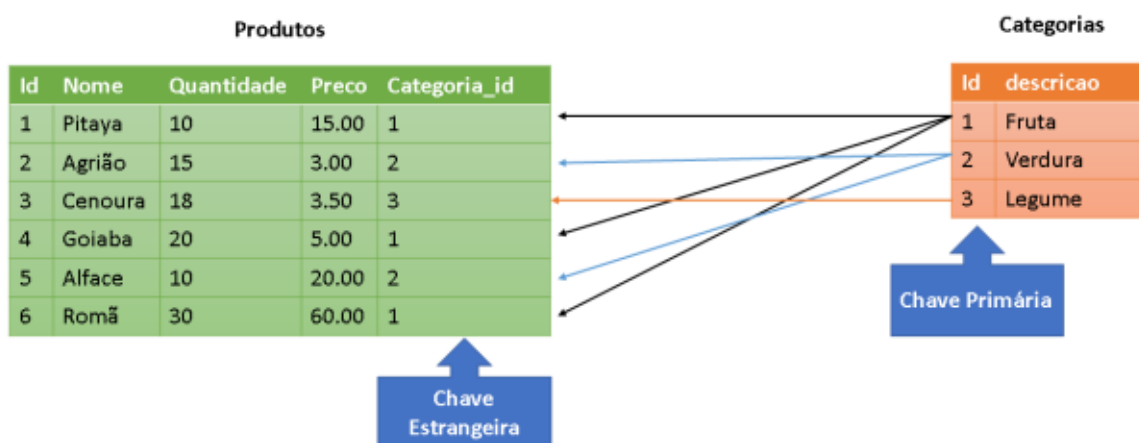 Produtos
Id Nome Quantidade Preco Categoria_id
1 Pitaya 10 15.00 1
2 Agrião 15 3.00 2
3 Cenoura 18 3.50 3
4 Goiaba 20 5.00 1
5 Alface 10 20.00 2
6 Romã 30 60.00 1
Chave
Estrangeira
Categorias
Id descricao
1 Fruta
2 Verdura
3 Legume
Chave Primária